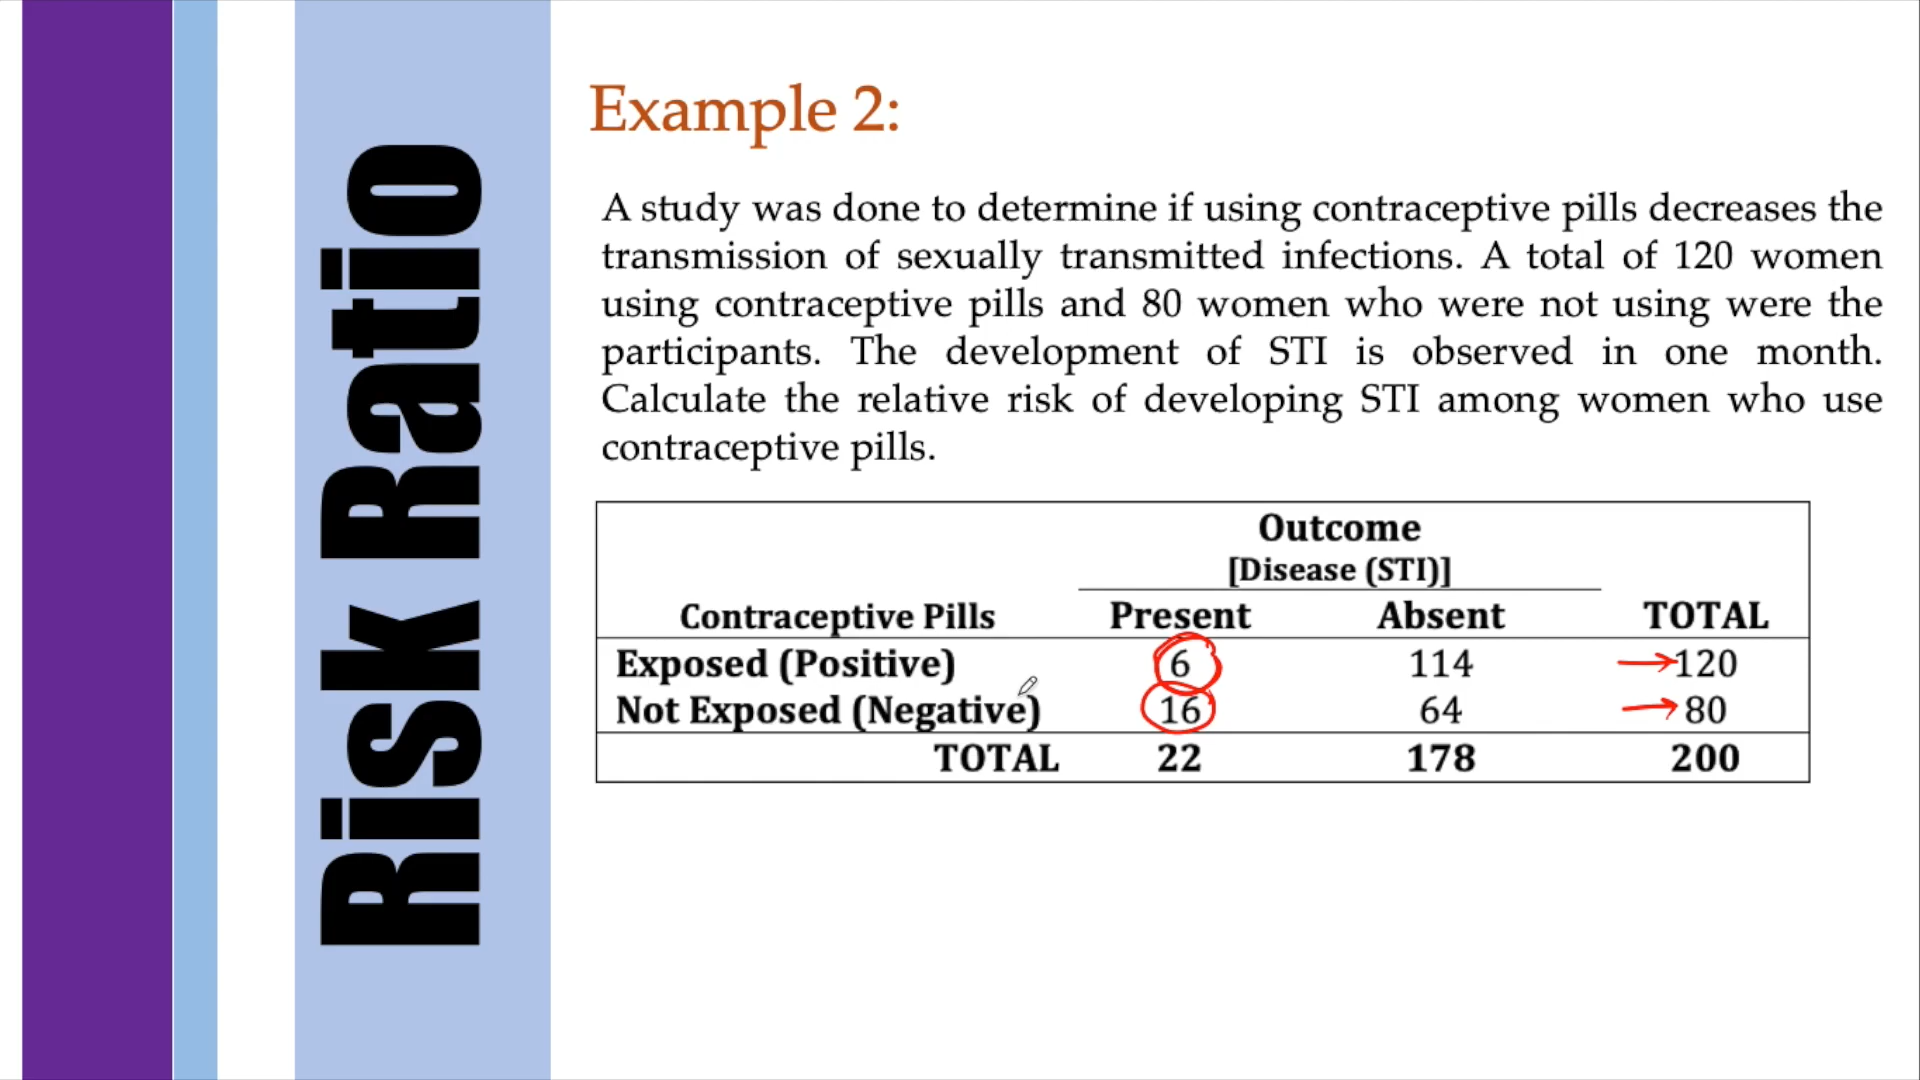 Risk Ratio
Example 2:
A study was done to determine if using contraceptive pills decreases the
transmission of sexually transmitted infections. A total of 120 women
using contraceptive pills and 80 women who were not using were the
participants. The development of STI is observed in one month.
Calculate the relative risk of developing STI among women who use
contraceptive pills.
Outcome
[Disease (STI)]
Contraceptive Pills Present Absent TOTAL
Exposed (Positive) 6 114 120
Not Exposed (Negative) 16 64 80
TOTAL 22 178 200